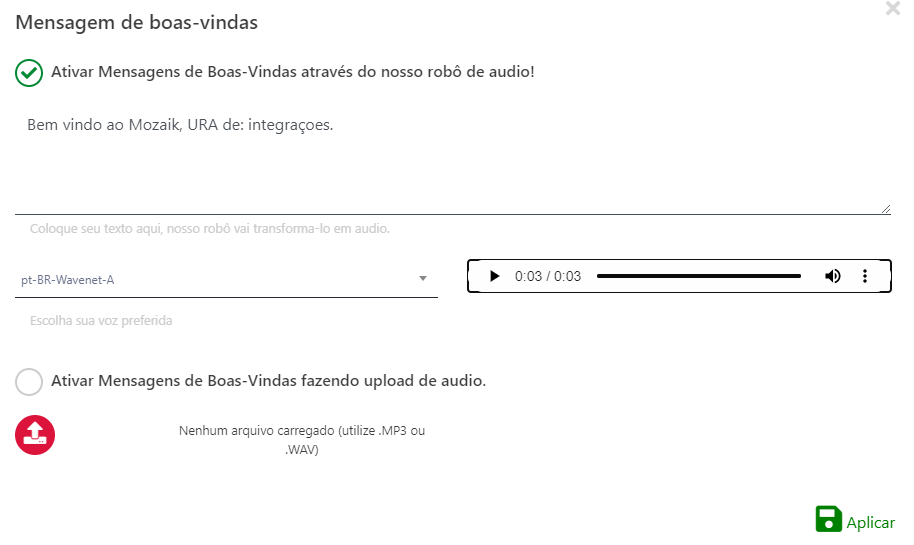 Mensagem de boas-vindas
Ativar Mensagens de Boas-Vindas através do nosso robô de audio!
Bem vindo ao Mozaik, URA de: integraçoes.
Coloque seu texto aqui, nosso robô vai transforma-lo em audio.
pt-BR-Wavenet-A
0:03 / 0:03
Escolha sua voz preferida
Ativar Mensagens de Boas-Vindas fazendo upload de audio.
Nenhum arquivo carregado (utilize .MP3 ou
.WAV)
Aplicar